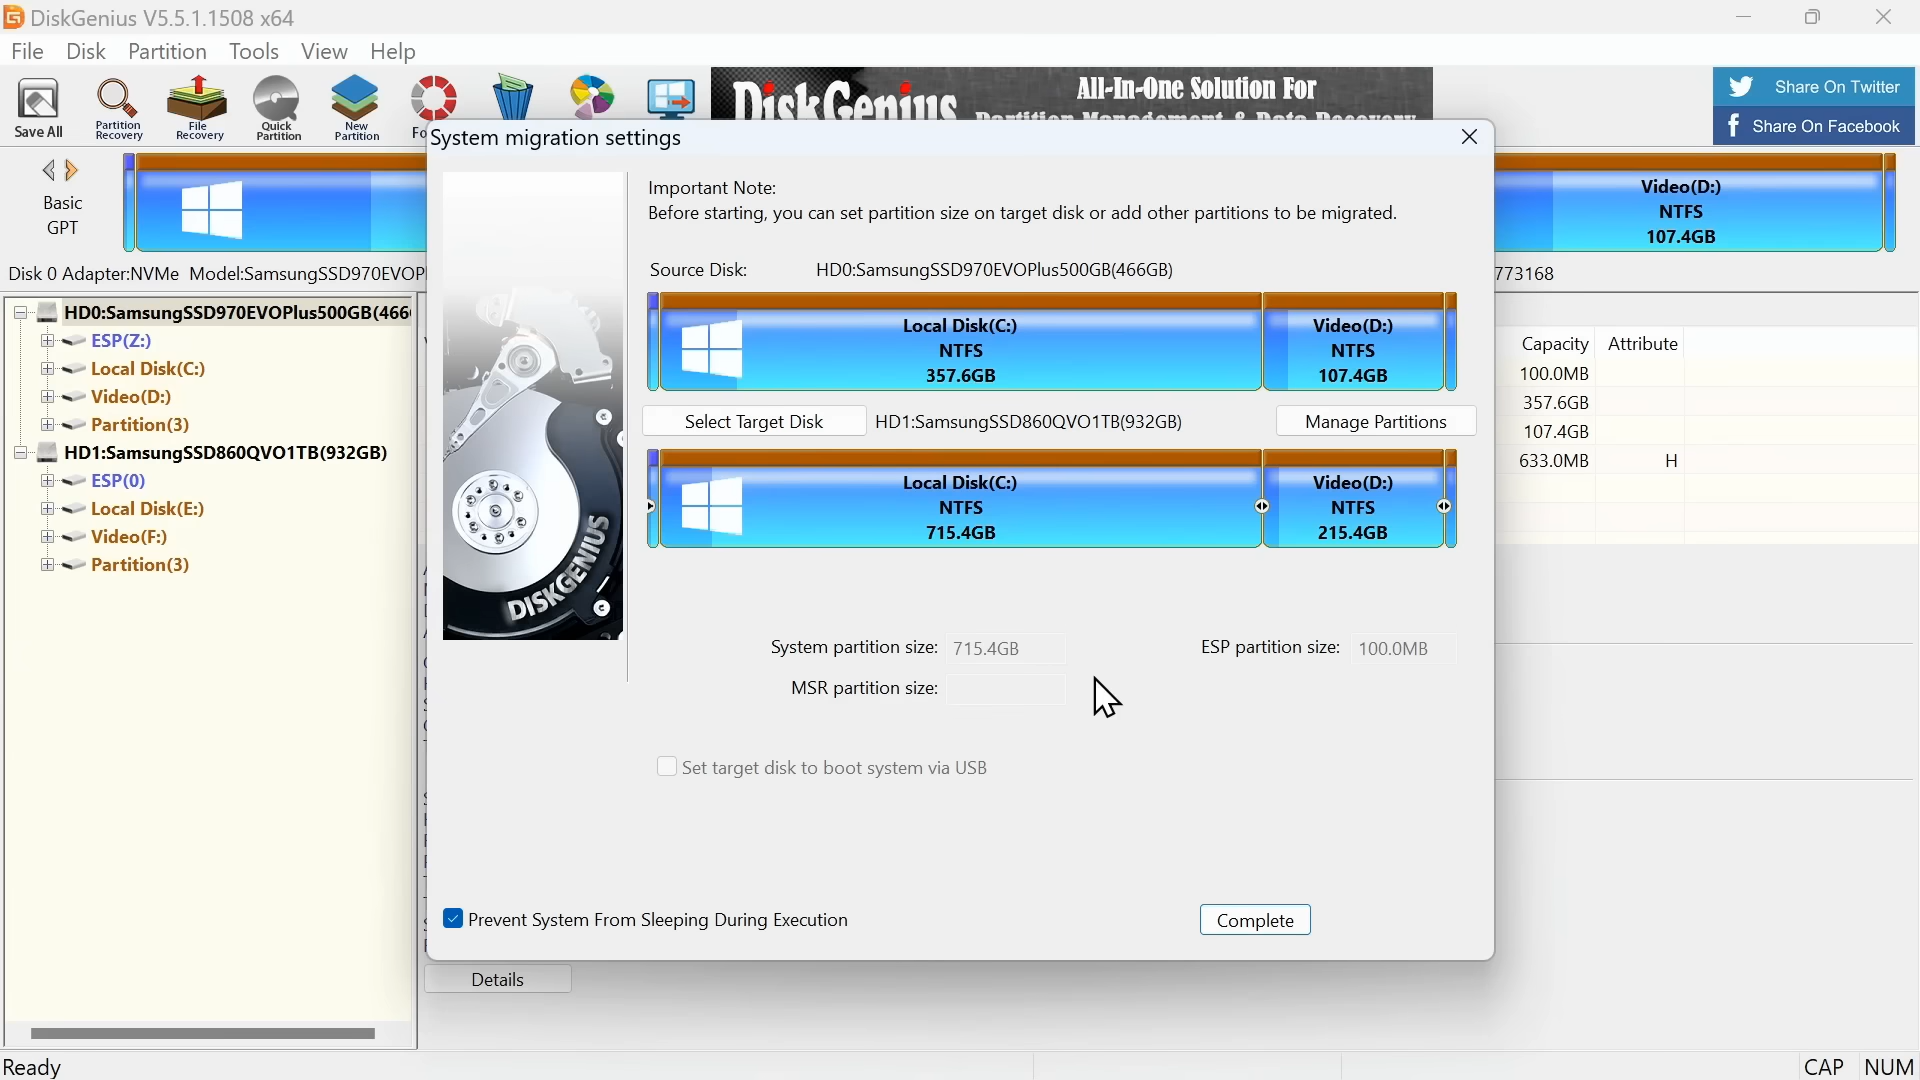 DiskGenius V5.5.1.1508 x64
File Disk Partition Tools View Help
Save All
Partition
Recovery
File
Recovery
Quick
Partition
New
Partition
DiskGenius
All-In-One Solution For
Partition Management & Data Recovery
Share On Twitter
Share On Facebook
System migration settings
Basic
GPT
Video(D:)
NTFS
107.4GB
Disk 0 Adapter:NVMe Model:SamsungSSD970EVOP
773168
HD0:SamsungSSD970EVOPlus500GB(466
ESP(Z:)
Local Disk(C:)
Video(D:)
Partition(3)
HD1:SamsungSSD860QVO1TB(932GB)
ESP(0)
Local Disk(E:)
Video(F:)
Partition(3)
DISKGENIUS
Important Note:
Before starting, you can set partition size on target disk or add other partitions to be migrated.
Source Disk: HD0:SamsungSSD970EVOPlus500GB(466GB)
Local Disk(C:)
NTFS
357.6GB
Video(D:)
NTFS
107.4GB
Select Target Disk HD1:SamsungSSD860QVO1TB(932GB) Manage Partitions
Local Disk(C:)
NTFS
715.4GB
Video(D:)
NTFS
215.4GB
System partition size: 715.4GB ESP partition size: 100.0MB
MSR partition size:
Set target disk to boot system via USB
Prevent System From Sleeping During Execution Complete
Capacity Attribute
100.0MB
357.6GB
107.4GB
633.0MB H
Details
Ready CAP NUM